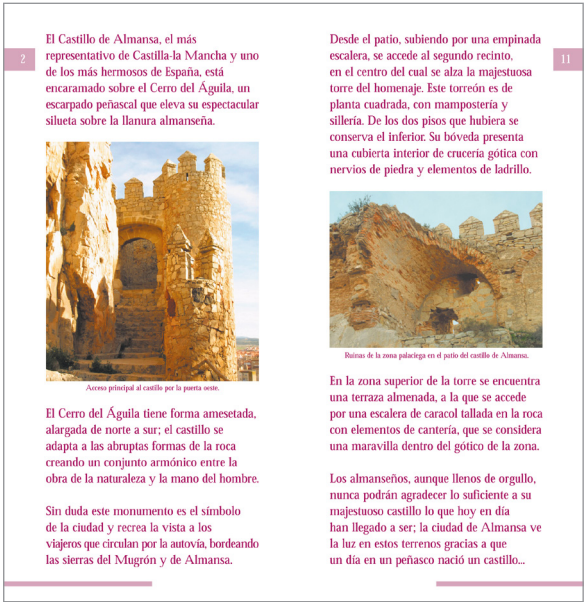 2
El Castillo de Almansa, el más
representativo de Castilla-la Mancha y uno
de los más hermosos de España, está
encaramado sobre el Cerro del Águila, un
escarpado peñascal que eleva su espectacular
silueta sobre la llanura almanseña.
Acceso principal al castillo por la puerta oeste.
El Cerro del Águila tiene forma amesetada,
alargada de norte a sur; el castillo se
adapta a las abruptas formas de la roca
creando un conjunto armónico entre la
obra de la naturaleza y la mano del hombre.
Sin duda este monumento es el símbolo
de la ciudad y recrea la vista a los
viajeros que circulan por la autovía, bordeando
las sierras del Mugrón y de Almansa.
11
Desde el patio, subiendo por una empinada
escalera, se accede al segundo recinto,
en el centro del cual se alza la majestuosa
torre del homenaje. Este torreón es de
planta cuadrada, con mampostería y
sillería. De los dos pisos que hubiera se
conserva el inferior. Su bóveda presenta
una cubierta interior de crucería gótica con
nervios de piedra y elementos de ladrillo.
Ruinas de la zona palaciega en el patio del castillo de Almansa.
En la zona superior de la torre se encuentra
una terraza almenada, a la que se accede
por una escalera de caracol tallada en la roca
con elementos de cantería, que se considera
una maravilla dentro del gótico de la zona.
Los almanseños, aunque llenos de orgullo,
nunca podrán agradecer lo suficiente a su
majestuoso castillo lo que hoy en día
han llegado a ser; la ciudad de Almansa ve
la luz en estos terrenos gracias a que
un día en un peñasco nació un castillo...